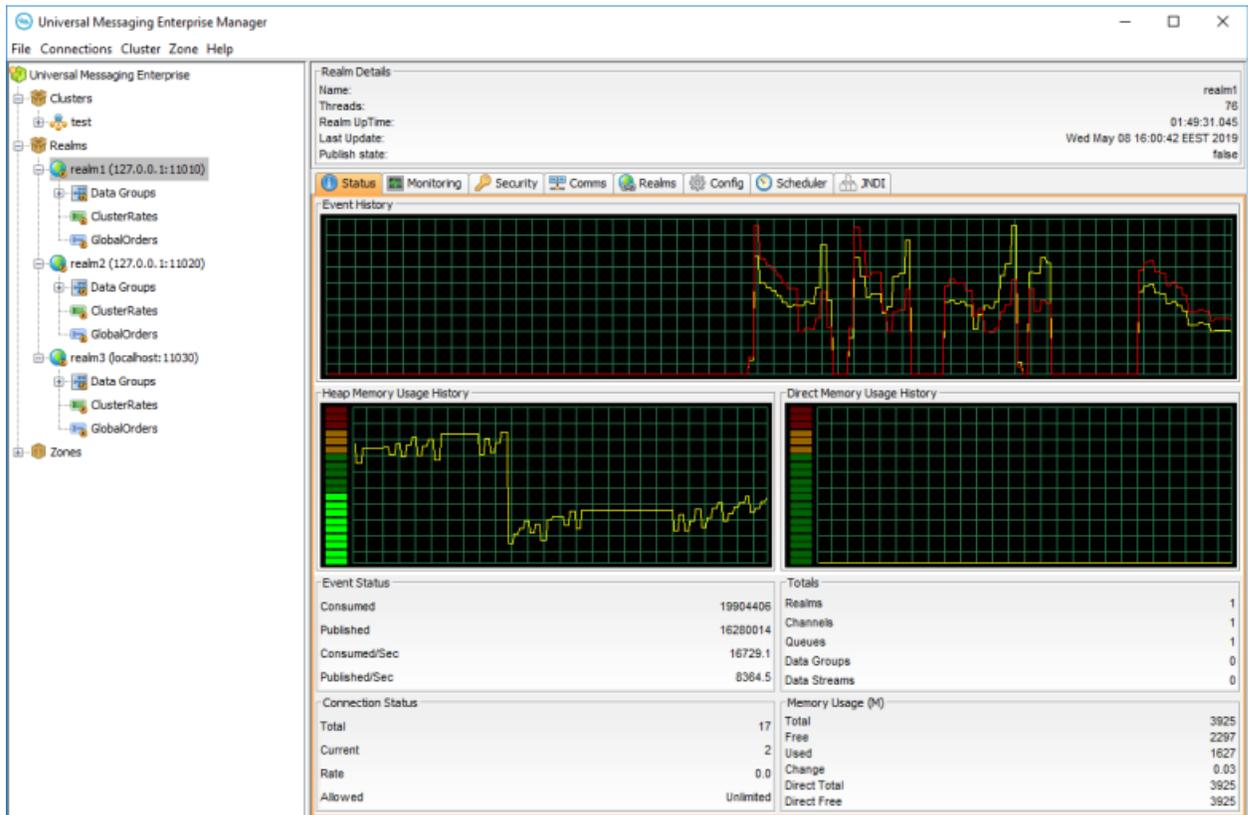 Universal Messaging Enterprise Manager
File Connections Cluster Zone Help
Universal Messaging Enterprise
Clusters
test
Realms
realm1 (127.0.0.1:11010)
Data Groups
ClusterRates
GlobalOrders
realm2 (127.0.0.1:11020)
Data Groups
ClusterRates
GlobalOrders
realm3 (localhost:11030)
Data Groups
ClusterRates
GlobalOrders
Zones
Realm Details
Name: realm1
Threads: 76
Realm UpTime: 01:49:31.045
Last Update: Wed May 08 16:00:42 EEST 2019
Publish state: false
Status Monitoring Security Comms Realms Config Scheduler JNDI
Event History
Heap Memory Usage History
Direct Memory Usage History
Event Status
Consumed 19904406
Published 16280014
Consumed/Sec 16729.1
Published/Sec 8364.5
Totals
Realms 1
Channels 1
Queues 1
Data Groups 0
Data Streams 0
Connection Status
Total 17
Current 2
Rate 0.0
Allowed Unlimited
Memory Usage (M)
Total 3925
Free 2297
Used 1627
Change 0.03
Direct Total 3925
Direct Free 3925